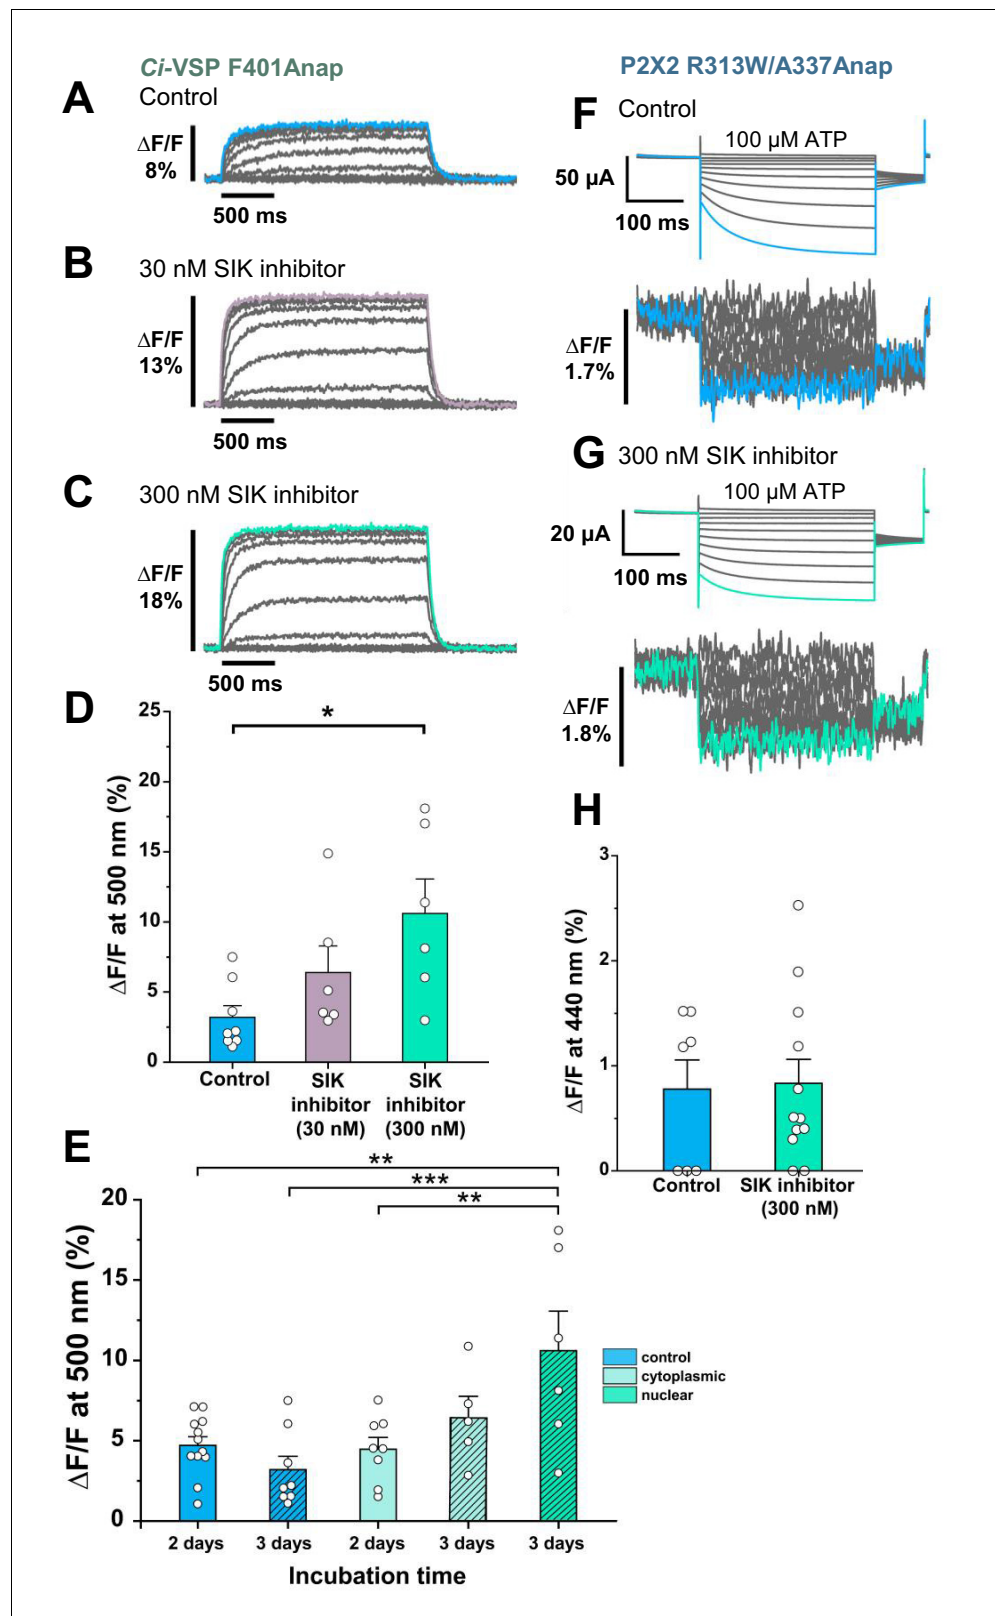 Ci-VSP F401Anap
A
Control
ΔF/F
8%
500 ms
B
30 nM SIK inhibitor
ΔF/F
13%
500 ms
C
300 nM SIK inhibitor
ΔF/F
18%
500 ms
D
ΔF/F at 500 nm (%)
25
20
15
10
5
0
*
Control
SIK
inhibitor
(30 nM)
SIK
inhibitor
(300 nM)
E
ΔF/F at 500 nm (%)
20
15
10
5
0
**
***
**
control
cytoplasmic
nuclear
2 days
3 days
2 days
3 days
3 days
Incubation time
P2X2 R313W/A337Anap
F
Control
100 µM ATP
50 µA
100 ms
ΔF/F
1.7%
G
300 nM SIK inhibitor
100 µM ATP
20 µA
100 ms
ΔF/F
1.8%
H
ΔF/F at 440 nm (%)
3
2
1
0
Control
SIK inhibitor
(300 nM)